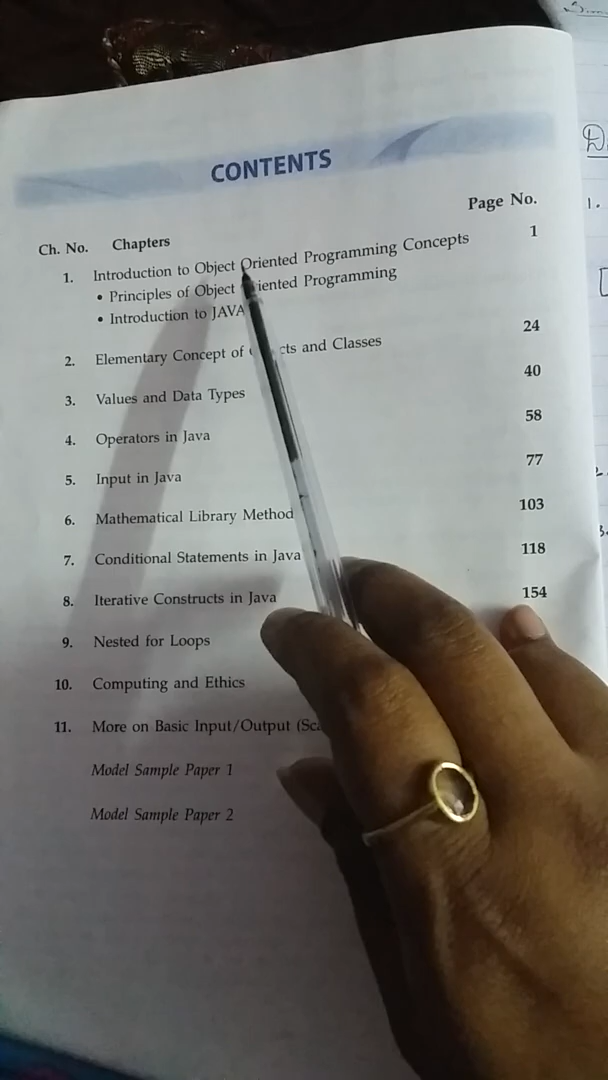 CONTENTS
Ch. No. Chapters Page No.
1. Introduction to Object Oriented Programming Concepts 1
• Principles of Object iented Programming
• Introduction to JAVA
2. Elementary Concept of cts and Classes 24
3. Values and Data Types 40
4. Operators in Java 58
5. Input in Java 77
6. Mathematical Library Method 103
7. Conditional Statements in Java 118
8. Iterative Constructs in Java 154
9. Nested for Loops
10. Computing and Ethics
11. More on Basic Input/Output (Sca
Model Sample Paper 1
Model Sample Paper 2
1.